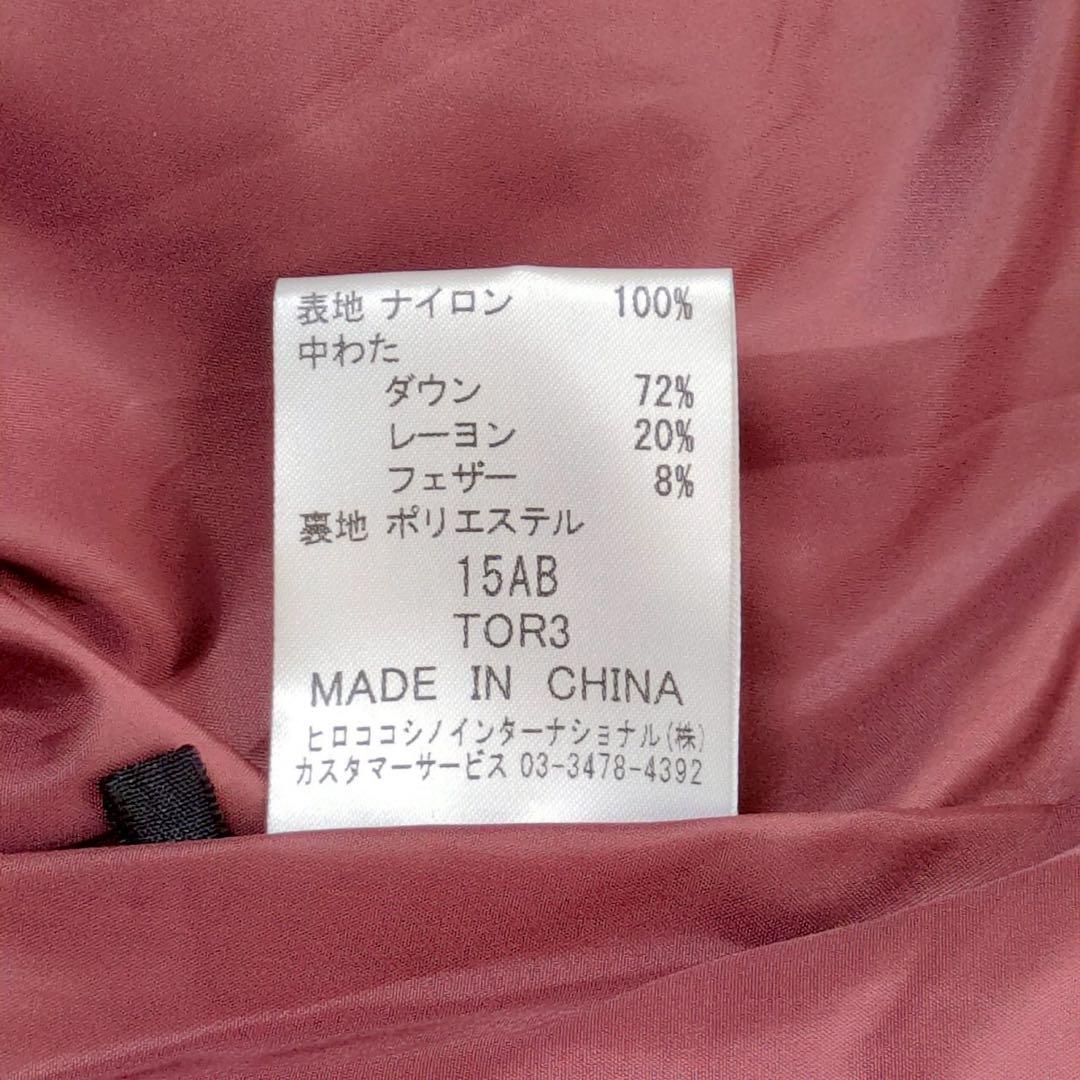 表地 ナイロン 100%
中わた
ダウン 72%
レーヨン 20%
フェザー 8%
裏地 ポリエステル
15AB
TOR3
MADE IN CHINA
ヒロココシノインターナショナル(株)
カスタマーサービス 03-3478-4392